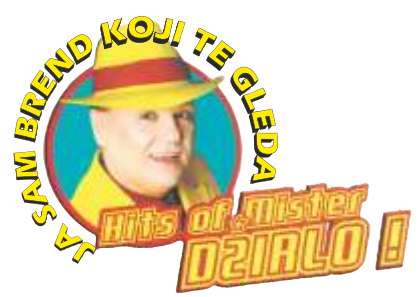 JA SAM BREND KOJI TE GLEDA
Hits of Mister
DZIRLO !